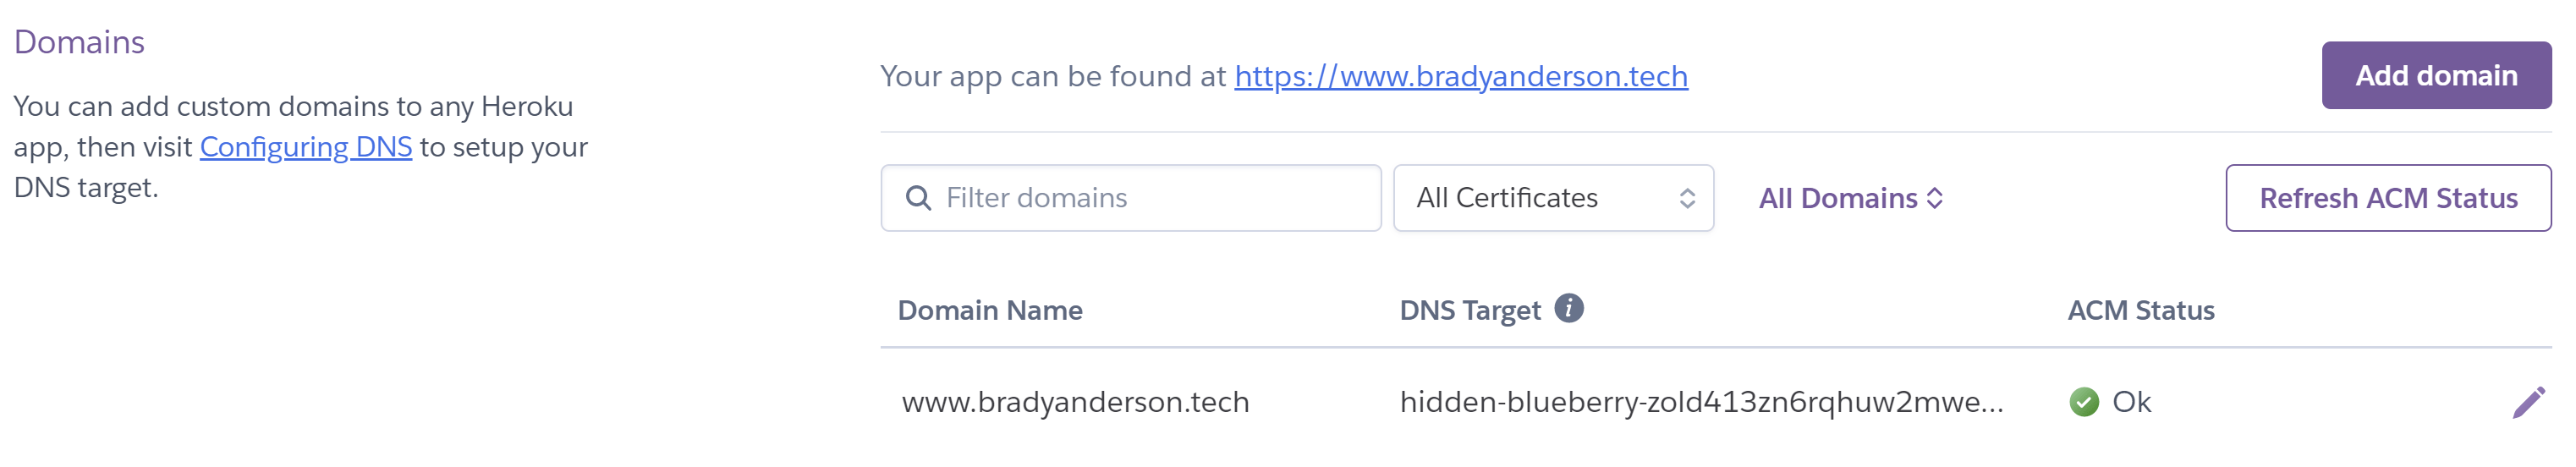 Domains
You can add custom domains to any Heroku
app, then visit Configuring DNS to setup your
DNS target.
Your app can be found at https://www.bradyanderson.tech
Add domain
Filter domains
All Certificates
All Domains
Refresh ACM Status
Domain Name
DNS Target
ACM Status
www.bradyanderson.tech
hidden-blueberry-zold413zn6rqhuw2mwe...
Ok